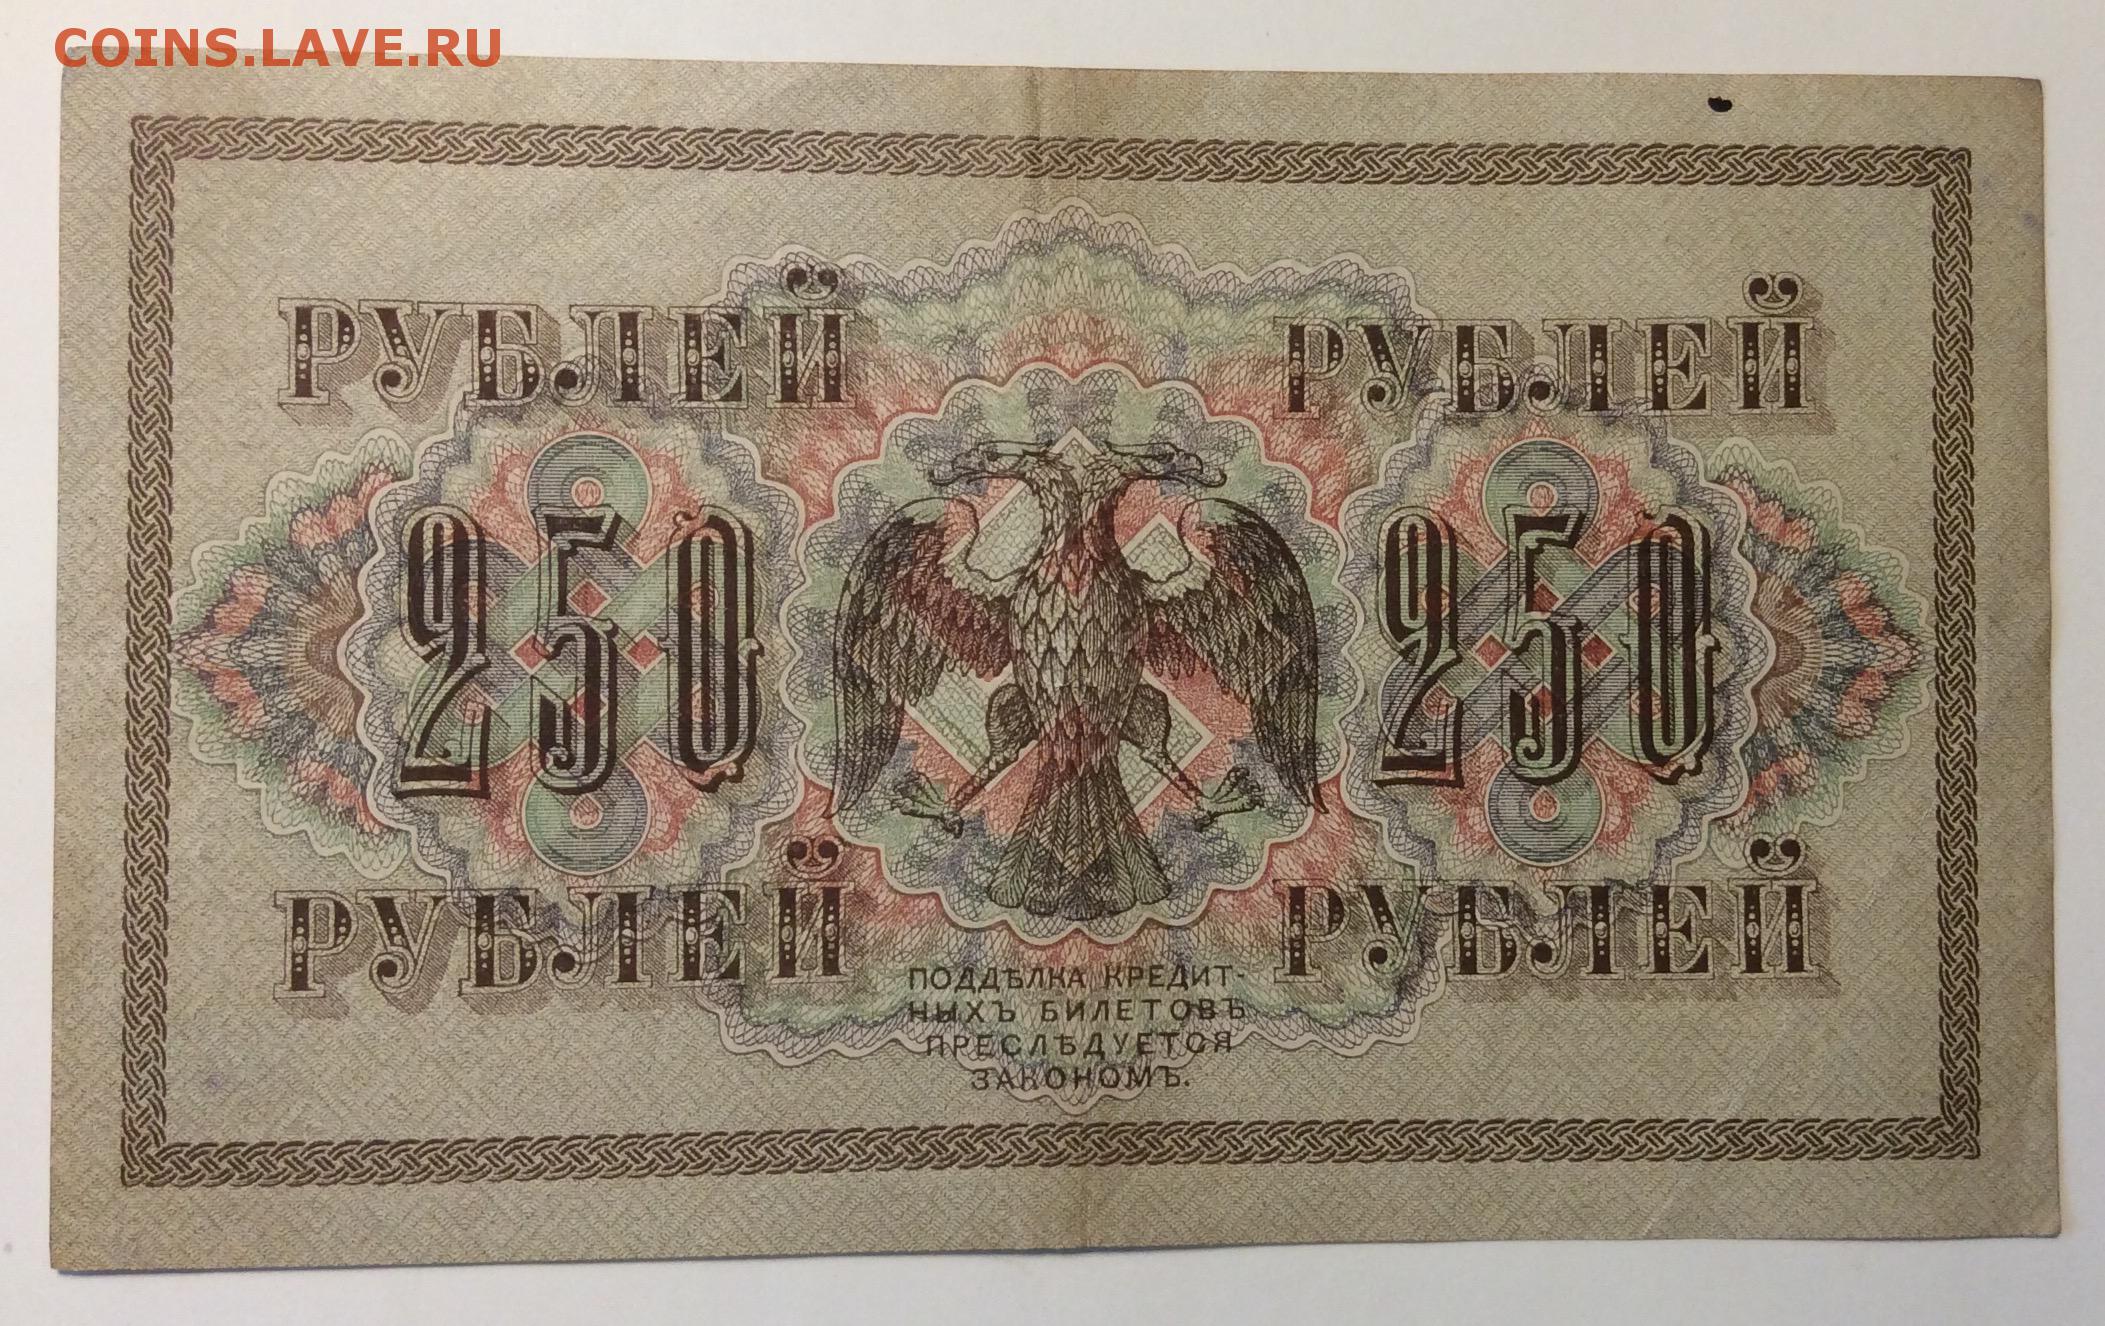 COINS.LAVE.RU
РУБЛЕЙ РУБЛЕЙ
250 250
РУБЛЕЙ РУБЛЕЙ
ПОДДѢЛКА КРЕДИТ-
НЫХЪ БИЛЕТОВЪ
ПРЕСЛѢДУЕТСЯ
ЗАКОНОМЪ.